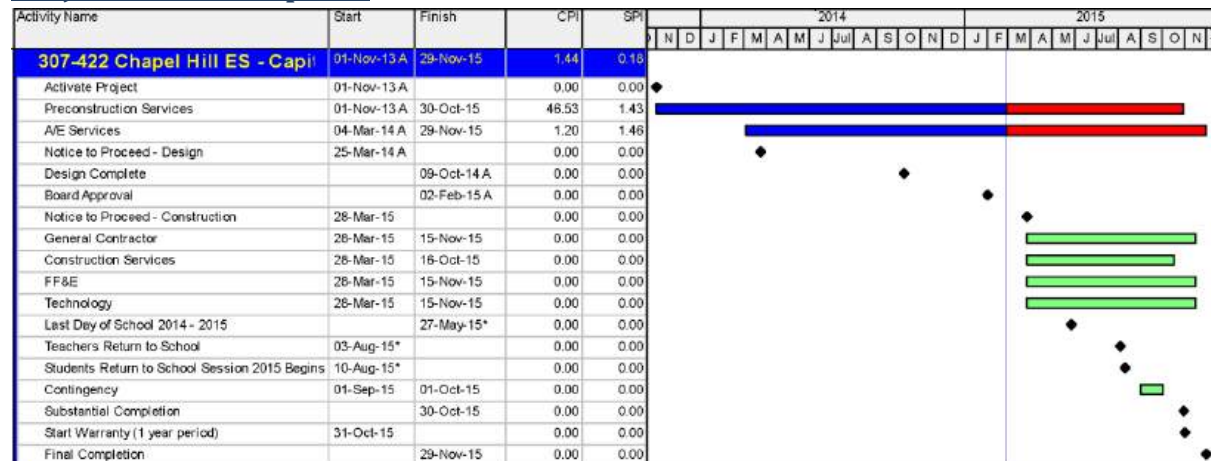 Activity Name Start Finish CPI SPI 2014 2015
N D J F M A M J Jul A S O N D J F M A M J Jul A S O N
307-422 Chapel Hill ES - Capi 01-Nov-13 A 29-Nov-15 1.44 0.18
Activate Project 01-Nov-13 A 0.00 0.00
Preconstruction Services 01-Nov-13 A 30-Oct-15 46.53 1.43
A/E Services 04-Mar-14 A 29-Nov-15 1.20 1.46
Notice to Proceed - Design 25-Mar-14 A 0.00 0.00
Design Complete 09-Oct-14 A 0.00 0.00
Board Approval 02-Feb-15 A 0.00 0.00
Notice to Proceed - Construction 28-Mar-15 0.00 0.00
General Contractor 28-Mar-15 15-Nov-15 0.00 0.00
Construction Services 28-Mar-15 16-Oct-15 0.00 0.00
FF&E 28-Mar-15 15-Nov-15 0.00 0.00
Technology 28-Mar-15 15-Nov-15 0.00 0.00
Last Day of School 2014 - 2015 27-May-15* 0.00 0.00
Teachers Return to School 03-Aug-15* 0.00 0.00
Students Return to School Session 2015 Begins 10-Aug-15* 0.00 0.00
Contingency 01-Sep-15 01-Oct-15 0.00 0.00
Substantial Completion 30-Oct-15 0.00 0.00
Start Warranty (1 year period) 31-Oct-15 0.00 0.00
Final Completion 29-Nov-15 0.00 0.00